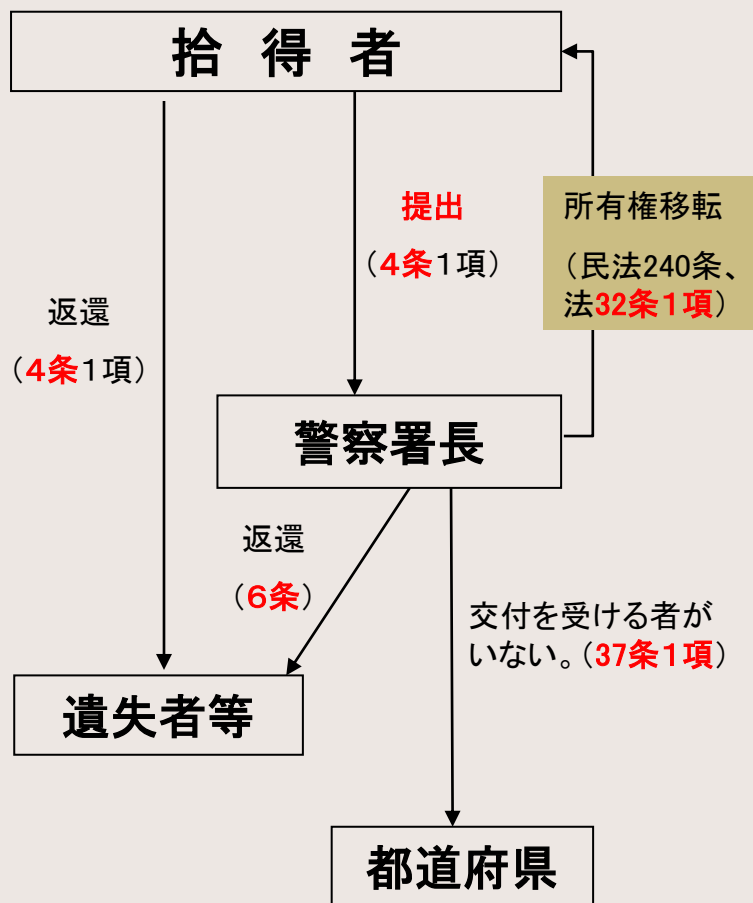 拾　得　者
提出
（４条１項）
所有権移転
（民法240条、
法32条１項）
返還
（４条１項）
警察署長
返還
（６条）
交付を受ける者が
いない。（37条１項）
遺失者等
都道府県